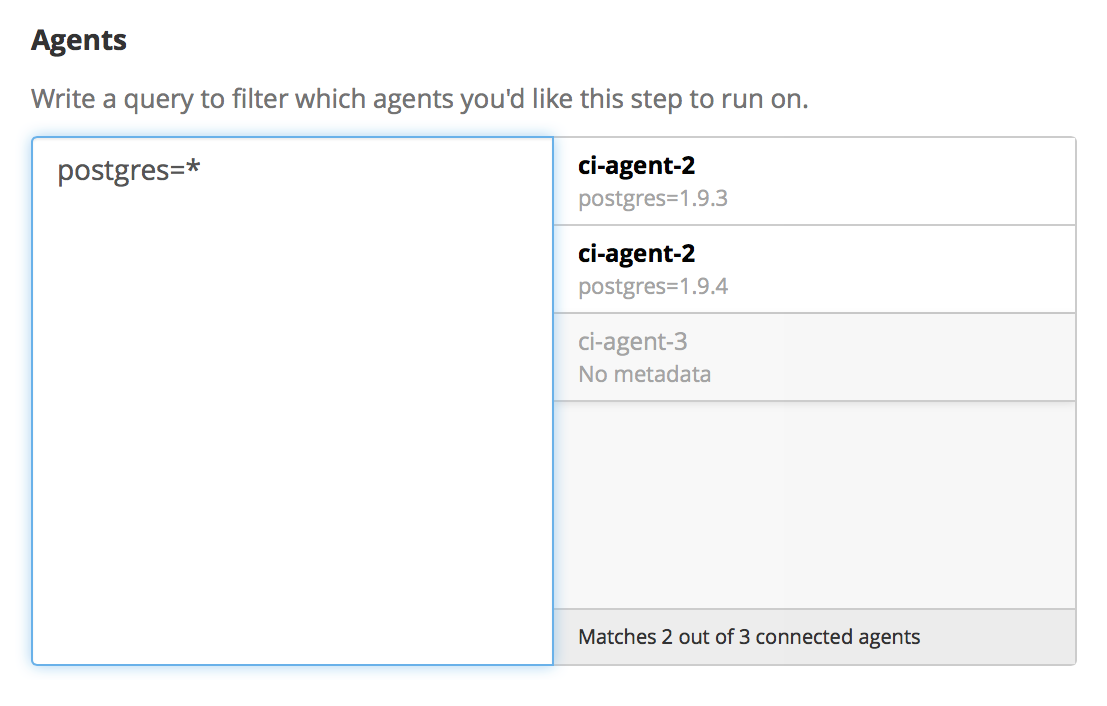 Agents
Write a query to filter which agents you'd like this step to run on.
postgres=*
ci-agent-2
postgres=1.9.3
ci-agent-2
postgres=1.9.4
ci-agent-3
No metadata
Matches 2 out of 3 connected agents